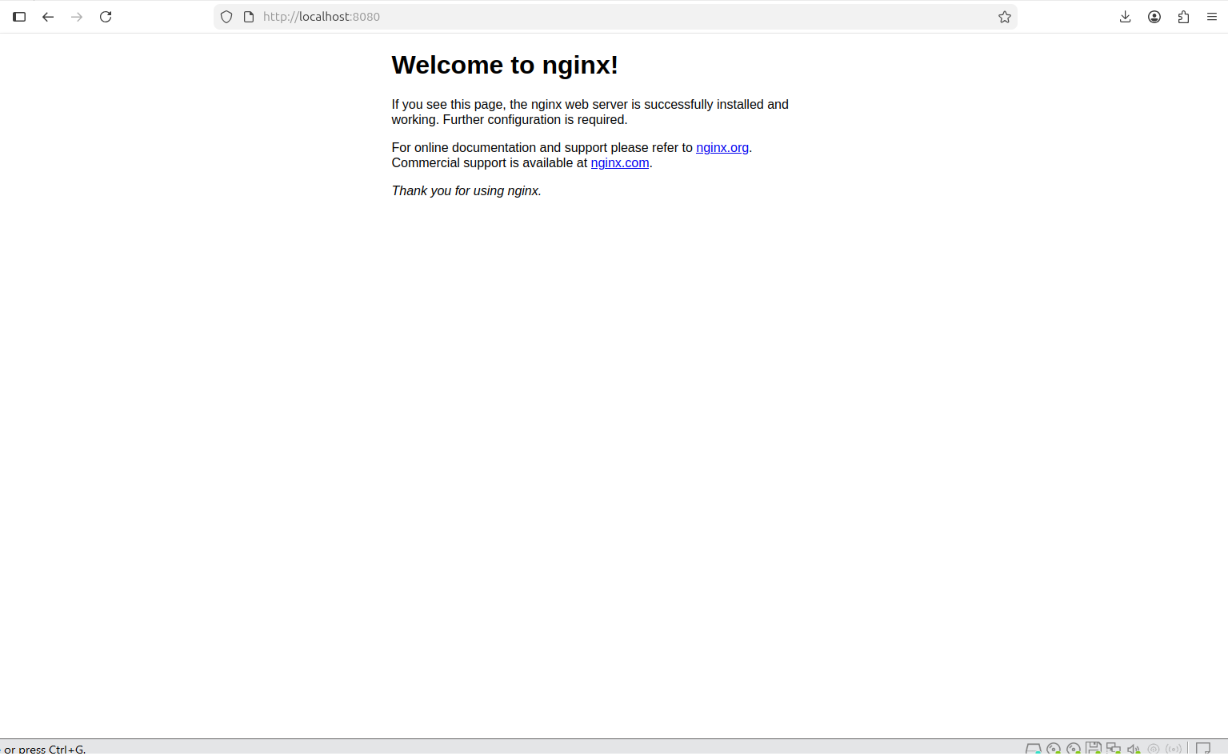 http://localhost:8080
Welcome to nginx!
If you see this page, the nginx web server is successfully installed and
working. Further configuration is required.
For online documentation and support please refer to nginx.org.
Commercial support is available at nginx.com.
Thank you for using nginx.
or press Ctrl+G.